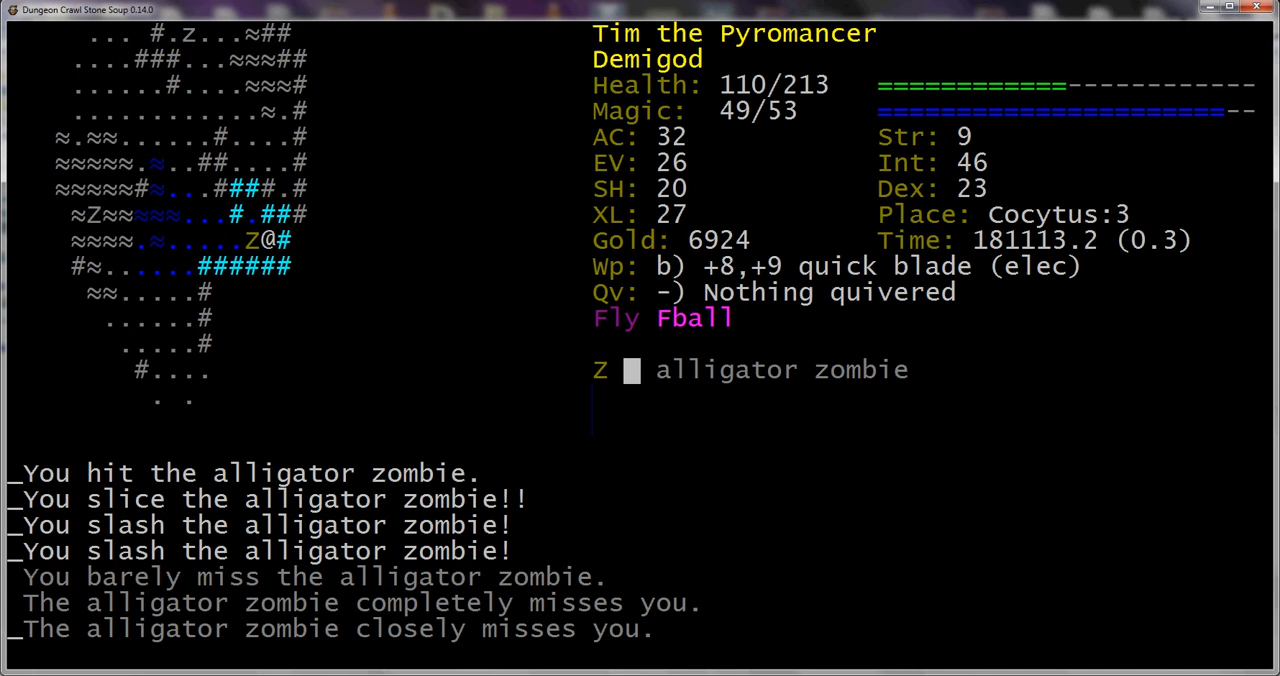 Dungeon Crawl Stone Soup 0.14.0
Tim the Pyromancer
Demigod
Health: 110/213 ==================------------
Magic: 49/53 ======================--
AC: 32 Str: 9
EV: 26 Int: 46
SH: 20 Dex: 23
XL: 27 Place: Cocytus:3
Gold: 6924 Time: 181113.2 (0.3)
Wp: b) +8,+9 quick blade (elec)
Qv: -) Nothing quivered
Fly Fball
Z alligator zombie
_You hit the alligator zombie.
_You slice the alligator zombie!!
_You slash the alligator zombie!
_You slash the alligator zombie!
You barely miss the alligator zombie.
The alligator zombie completely misses you.
_The alligator zombie closely misses you.